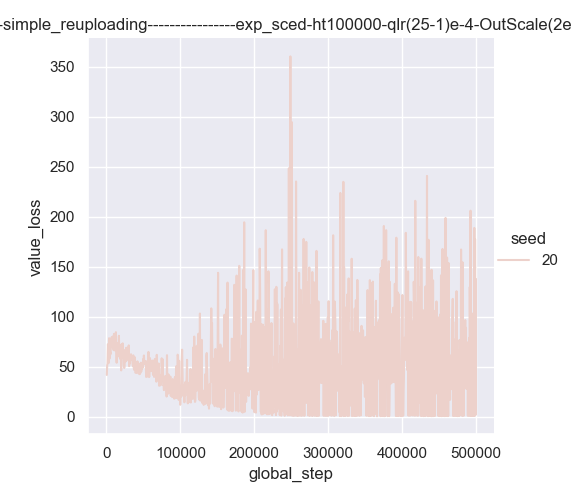 -simple_reuploading----------------exp_sced-ht100000-qlr(25-1)e-4-OutScale(2e
350
300
250
200
150
100
50
0
value_loss
0 100000 200000 300000 400000 500000
global_step
seed
20